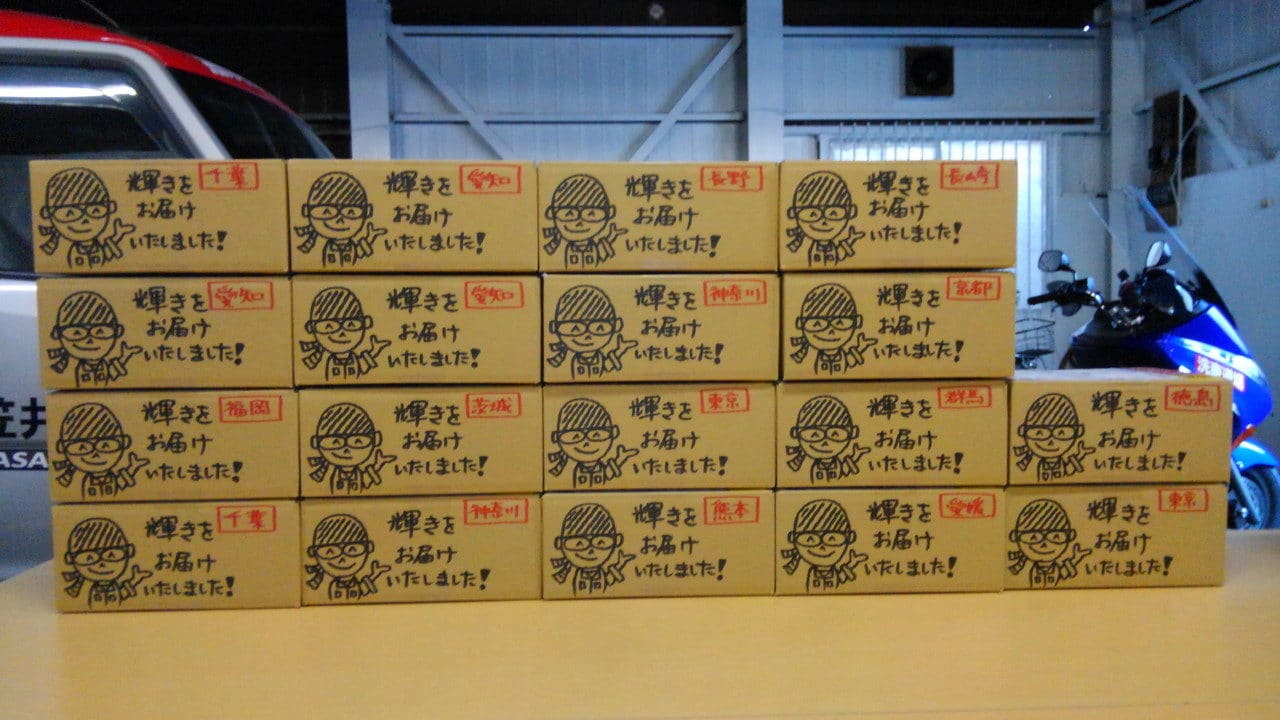 千葉
輝きを
お届け
いたしました!
愛知
輝きを
お届け
いたしました!
長野
輝きを
お届け
いたしました!
長崎
輝きを
お届け
いたしました!
愛知
輝きを
お届け
いたしました!
愛知
輝きを
お届け
いたしました!
神奈川
輝きを
お届け
いたしました!
京都
輝きを
お届け
いたしました!
福岡
輝きを
お届け
いたしました!
茨城
輝きを
お届け
いたしました!
東京
輝きを
お届け
いたしました!
群馬
輝きを
お届け
いたしました!
徳島
輝きを
お届け
いたしました!
千葉
輝きを
お届け
いたしました!
神奈川
輝きを
お届け
いたしました!
熊本
輝きを
お届け
いたしました!
愛媛
輝きを
お届け
いたしました!
東京
輝きを
お届け
いたしました!
笠井
ASA